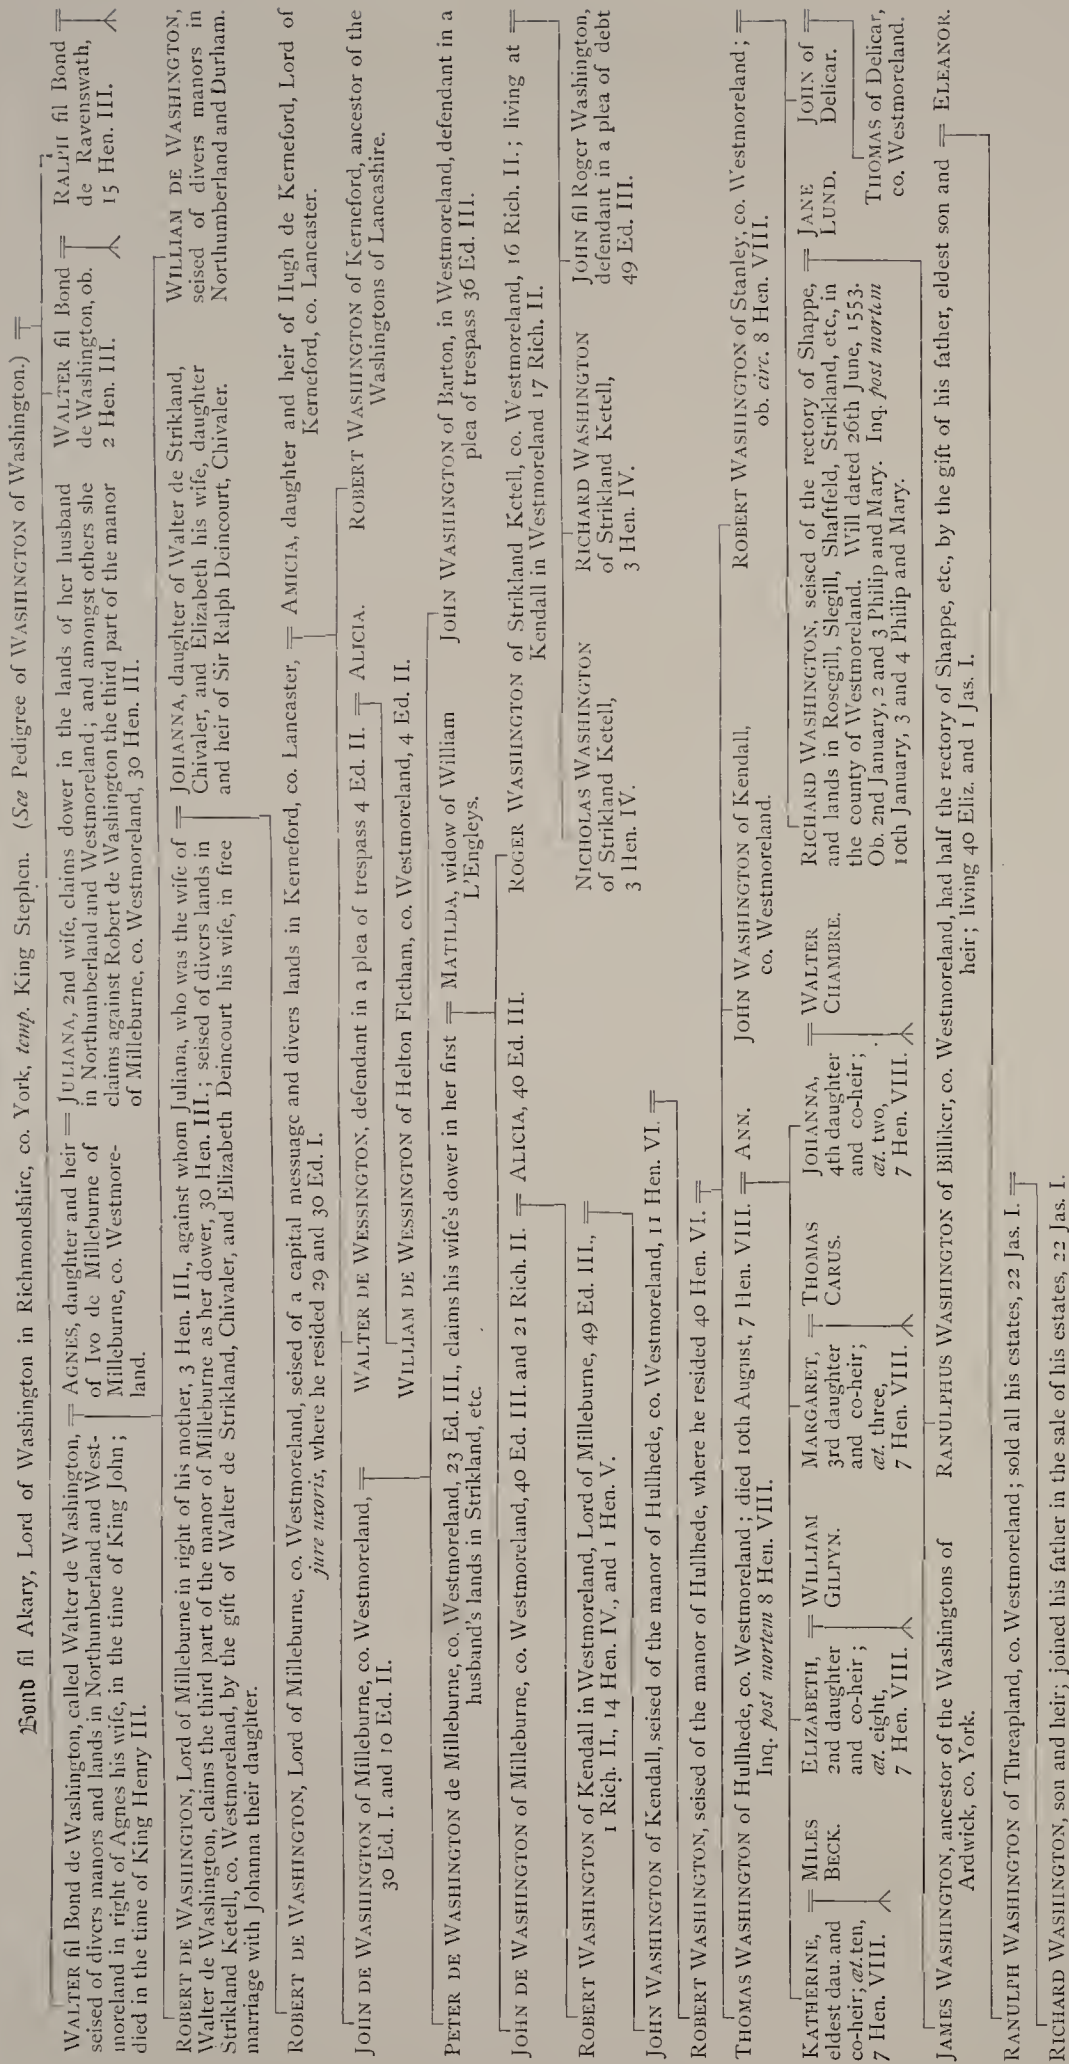 Bond fil Akary, Lord of Washington in Richmondshire, co. York, temp. King Stephen. (See Pedigree of WASHINGTON of Washington.)
WALTER fil Bond de Washington, called Walter de Washington,
seised of divers manors and lands in Northumberland and West-
moreland in right of Agnes his wife, in the time of King John;
died in the time of King Henry III.
AGNES, daughter and heir
of Ivo de Milleburne of
Milleburne, co. Westmore-
land.
JULIANA, 2nd wife, claims dower in the lands of her husband
in Northumberland and Westmoreland; and amongst others she
claims against Robert de Washington the third part of the manor
of Milleburne, co. Westmoreland, 30 Hen. III.
WALTER fil Bond
de Washington, ob.
2 Hen. III.
RALPH fil Bond
de Ravenswath,
15 Hen. III.
ROBERT DE WASHINGTON, Lord of Milleburne in right of his mother, 3 Hen. III., against whom Juliana, who was the wife of
Walter de Washington, claims the third part of the manor of Milleburne as her dower, 30 Hen. III.; seised of divers lands in
Strikland Ketell, co. Westmoreland, by the gift of Walter de Strikland, Chivaler, and Elizabeth Deincourt his wife, in free
marriage with Johanna their daughter.
JOHANNA, daughter of Walter de Strikland,
Chivaler, and Elizabeth his wife, daughter
and heir of Sir Ralph Deincourt, Chivaler.
WILLIAM DE WASHINGTON,
seised of divers manors in
Northumberland and Durham.
ROBERT DE WASHINGTON, Lord of Milleburne, co. Westmoreland, seised of a capital message and divers lands in Kerneford, co. Lancaster,
jure uxoris, where he resided 29 and 30 Ed. I.
AMICIA, daughter and heir of Hugh de Kerneford, Lord of
Kerneford, co. Lancaster.
JOHN DE WASHINGTON of Milleburne, co. Westmoreland,
30 Ed. I. and 10 Ed. II.
WALTER DE WESSINGTON, defendant in a plea of trespass 4 Ed. II.
ALICIA.
ROBERT WASHINGTON of Kerneford, ancestor of the
Washingtons of Lancashire.
WILLIAM DE WESSINGTON of Helton Fletham, co. Westmoreland, 4 Ed. II.
PETER DE WASHINGTON de Milleburne, co. Westmoreland, 23 Ed. III., claims his wife's dower in her first
husband's lands in Strikland, etc.
MATILDA, widow of William
L'Engleys.
JOHN WASHINGTON of Barton, in Westmoreland, defendant in a
plea of trespass 36 Ed. III.
JOHN DE WASHINGTON of Milleburne, co. Westmoreland, 40 Ed. III. and 21 Rich. II.
ALICIA, 40 Ed. III.
ROGER WASHINGTON of Strikland Ketell, co. Westmoreland, 16 Rich. II.; living at
Kendall in Westmoreland 17 Rich. II.
ROBERT WASHINGTON of Kendall in Westmoreland, Lord of Milleburne, 49 Ed. III.,
1 Rich. II., 14 Hen. IV., and 1 Hen. V.
NICHOLAS WASHINGTON
of Strikland Ketell,
3 Hen. IV.
RICHARD WASHINGTON
of Strikland Ketell,
3 Hen. IV.
JOHN fil Roger Washington,
defendant in a plea of debt
49 Ed. III.
JOHN WASHINGTON of Kendall, seised of the manor of Hullhede, co. Westmoreland, 11 Hen. VI.
ROBERT WASHINGTON, seised of the manor of Hullhede, where he resided 40 Hen. VI.
THOMAS WASHINGTON of Hullhede, co. Westmoreland; died 10th August, 7 Hen. VIII.
Inq. post mortem 8 Hen. VIII.
ANN.
JOHN WASHINGTON of Kendall,
co. Westmoreland.
ROBERT WASHINGTON of Stanley, co. Westmoreland;
ob. circ. 8 Hen. VIII.
KATHERINE,
eldest dau. and
co-heir; æt. ten,
7 Hen. VIII.
MILES
BECK.
ELIZABETH,
2nd daughter
and co-heir;
æt. eight,
7 Hen. VIII.
WILLIAM
GILPYN.
MARGARET,
3rd daughter
and co-heir;
æt. three,
7 Hen. VIII.
THOMAS
CARUS.
JOHANNA,
4th daughter
and co-heir;
æt. two,
7 Hen. VIII.
WALTER
CHAMBRE.
RICHARD WASHINGTON, seised of the rectory of Shappe,
and lands in Roscgill, Slegill, Shaftfeld, Strikland, etc., in
the county of Westmoreland. Will dated 26th June, 1553.
Ob. 2nd January, 2 and 3 Philip and Mary. Inq. post mortem
10th January, 3 and 4 Philip and Mary.
JANE
LUND.
JOHN of
Delicar.
THOMAS of Delicar,
co. Westmoreland.
JAMES WASHINGTON, ancestor of the Washingtons of
Ardwick, co. York.
RANULPHUS WASHINGTON of Billiker, co. Westmoreland, had half the rectory of Shappe, etc., by the gift of his father, eldest son and
heir; living 40 Eliz. and 1 Jas. I.
ELEANOR.
RANULPH WASHINGTON of Threapland, co. Westmoreland; sold all his estates, 22 Jas. I.
RICHARD WASHINGTON, son and heir; joined his father in the sale of his estates, 22 Jas. I.